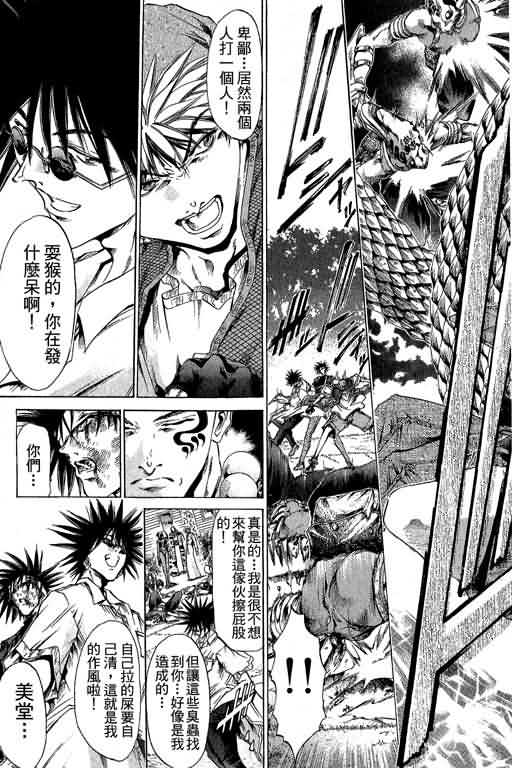 !!
卑鄙…居然兩個
人打一個人！
耍猴的，你在發
什麼呆啊！
你們…
真是的…我是很不想
來幫你這傢伙擦屁股
的！
但讓這些臭蟲找
到你…好像是我
造成的…
自己拉的屎要自
己清，這就是我
的作風啦！
美堂…